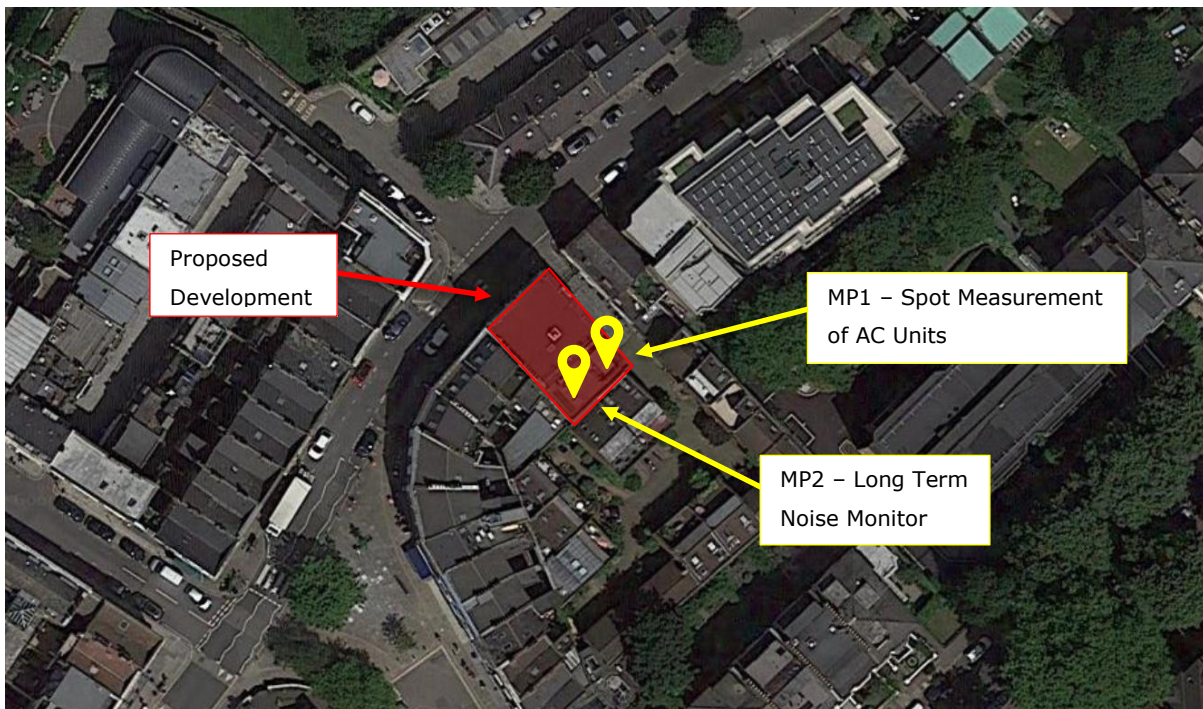 Proposed
Development
MP1 – Spot Measurement
of AC Units
MP2 – Long Term
Noise Monitor